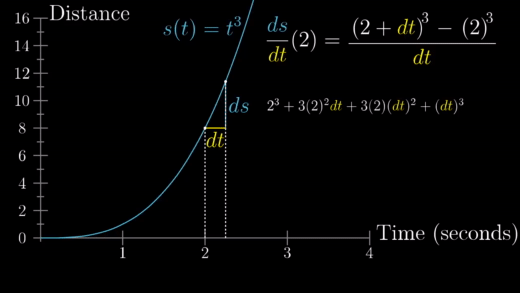 Distance
s(t) = t³
ds/dt (2) = ((2 + dt)³ − (2)³) / dt
2³ + 3(2)²dt + 3(2)(dt)² + (dt)³
16
14
12
10
8
6
4
2
0
ds
dt
1
2
3
4
Time (seconds)